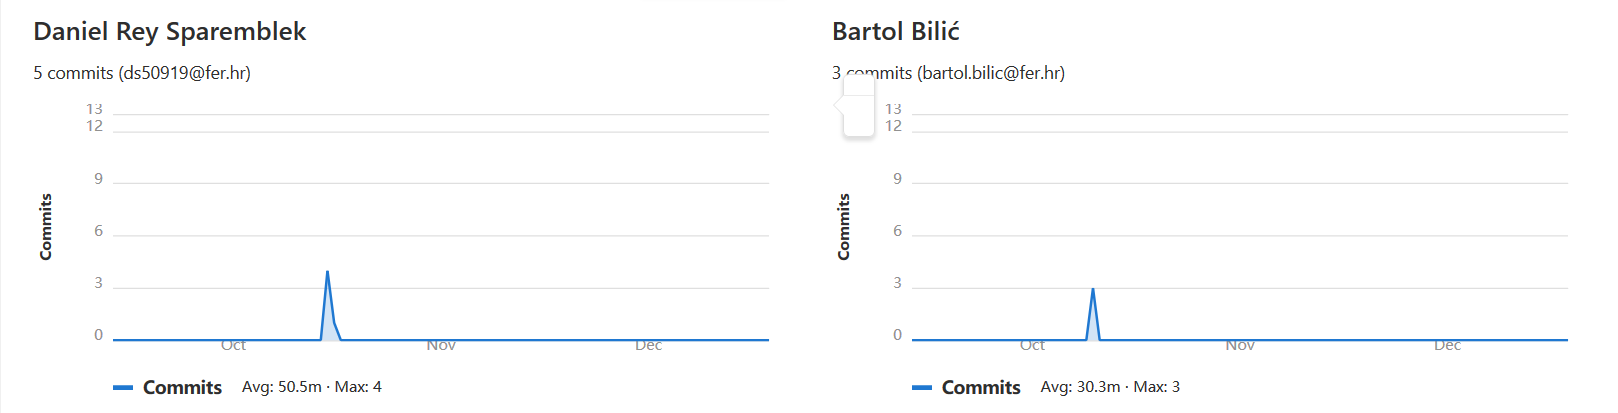 Daniel Rey Sparemblek
5 commits (ds50919@fer.hr)
13
12
9
6
3
0
Commits
Oct Nov Dec
Commits Avg: 50.5m · Max: 4
Bartol Bilić
3 commits (bartol.bilic@fer.hr)
13
12
9
6
3
0
Commits
Oct Nov Dec
Commits Avg: 30.3m · Max: 3